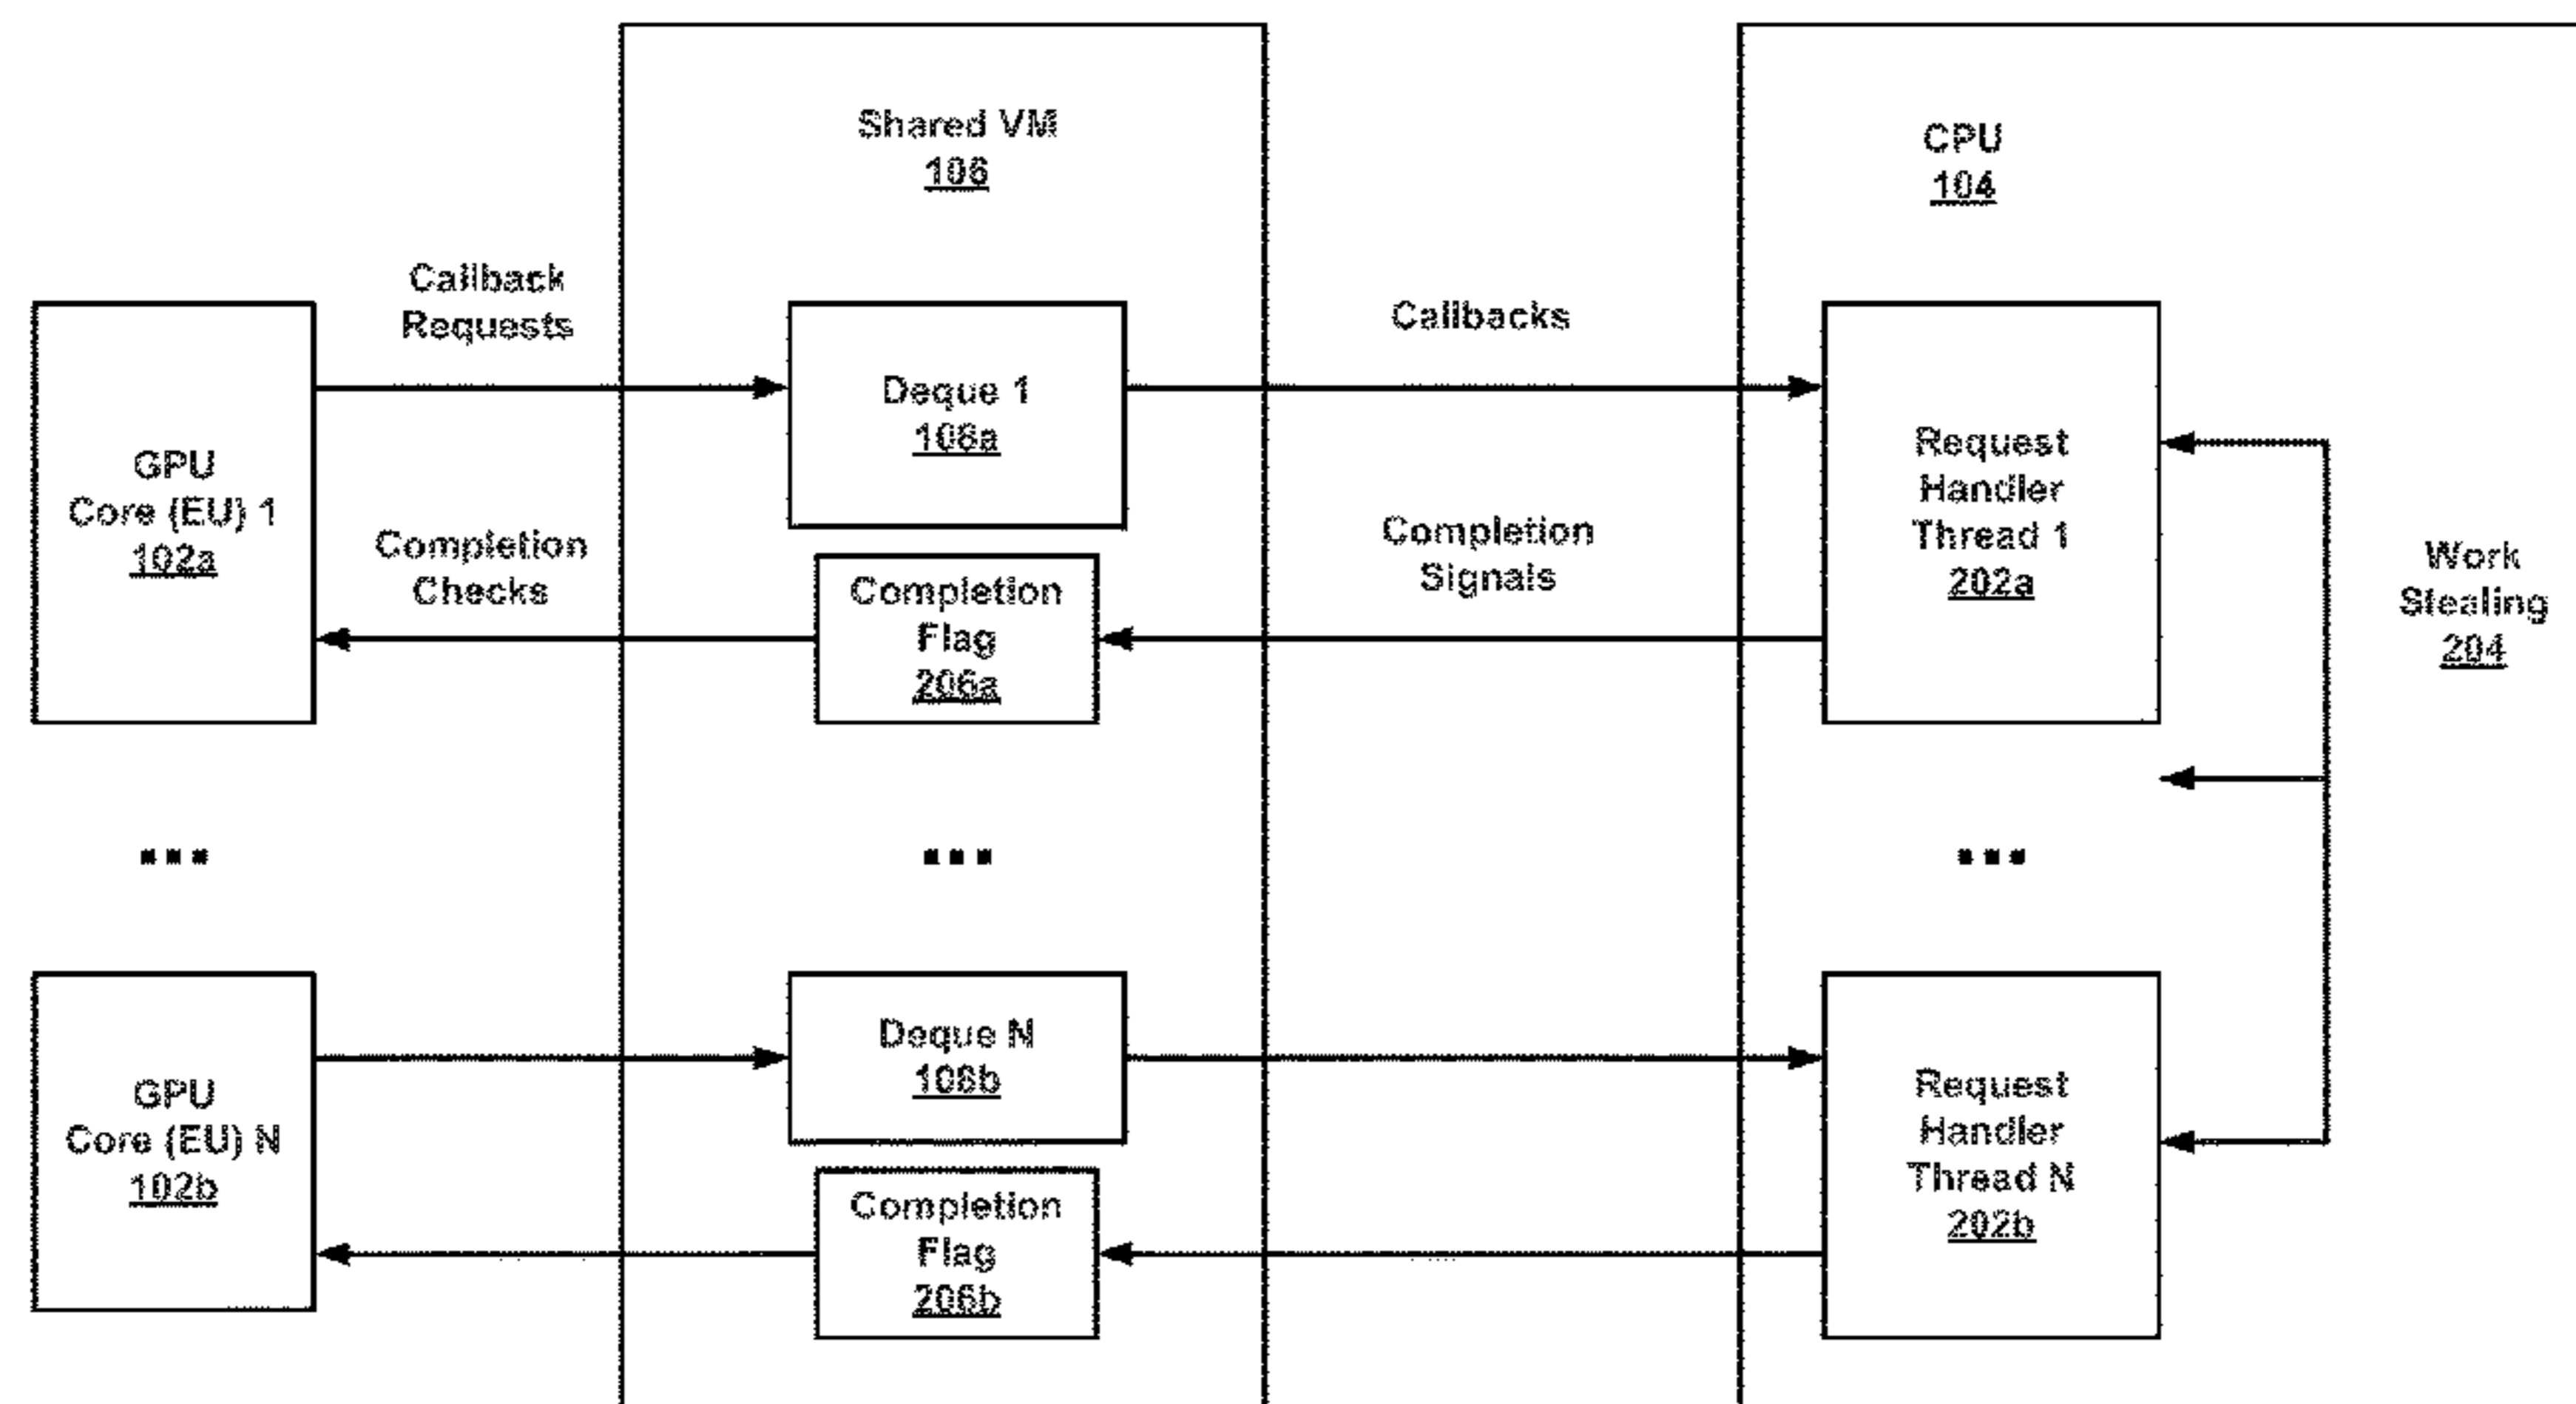 Shared VM
106
CPU
104
Callback
Requests
Callbacks
Deque 1
108a
GPU
Core (EU) 1
102a
Request
Handler
Thread 1
202a
Completion
Checks
Completion
Signals
Completion
Flag
206a
Work
Stealing
204
...
...
...
Deque N
108b
GPU
Core (EU) N
102b
Request
Handler
Thread N
202b
Completion
Flag
206b